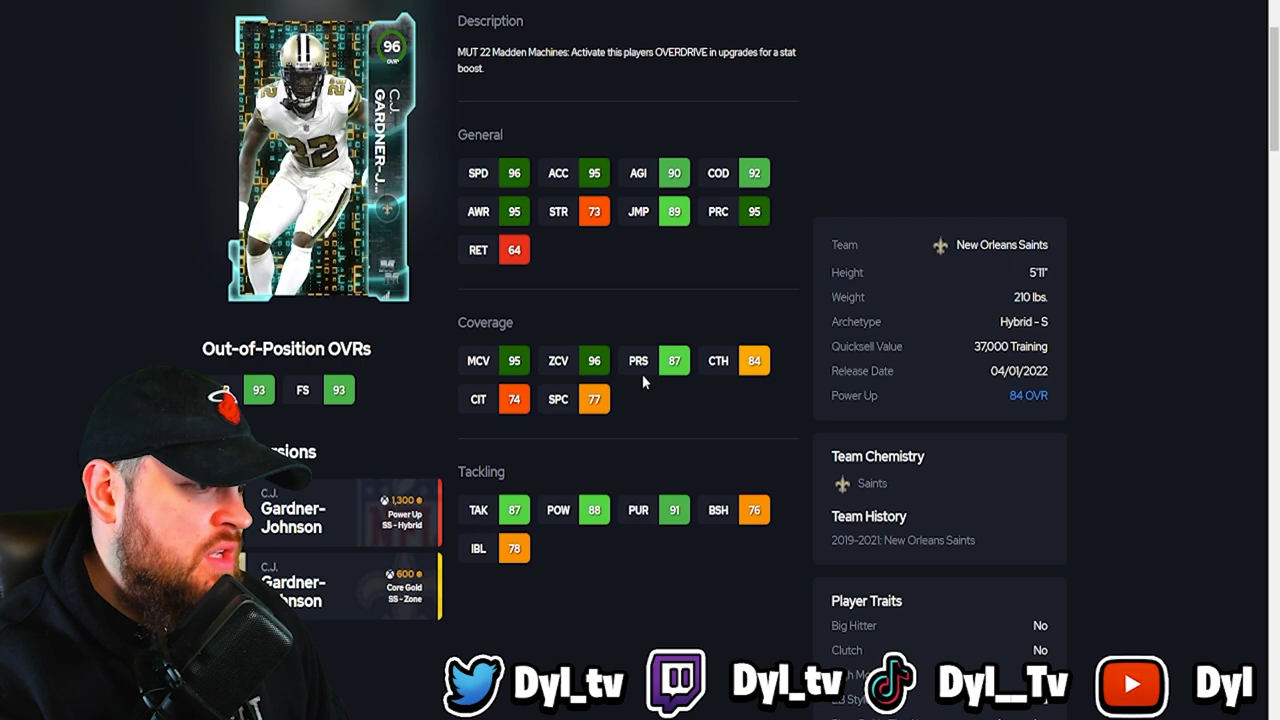 96
OVR
C.J.
GARDNER-J...
Out-of-Position OVRs
93
FS 93
C.J.
Gardner-
Johnson
1,300
Power Up
SS - Hybrid
C.J.
Gardner-
600
Core Gold
SS - Zone
Description
MUT 22 Madden Machines: Activate this players OVERDRIVE in upgrades for a stat
boost.
General
SPD 96 ACC 95 AGI 90 COD 92
AWR 95 STR 73 JMP 89 PRC 95
RET 64
Coverage
MCV 95 ZCV 96 PRS 87 CTH 84
CIT 74 SPC 77
Tackling
TAK 87 POW 88 PUR 91 BSH 76
IBL 78
Team New Orleans Saints
Height 5'11"
Weight 210 lbs.
Archetype Hybrid - S
Quicksell Value 37,000 Training
Release Date 04/01/2022
Power Up 84 OVR
Team Chemistry
Saints
Team History
2019-2021: New Orleans Saints
Player Traits
Big Hitter No
Clutch No
Dyl_tv Dyl_tv Dyl__Tv Dyl